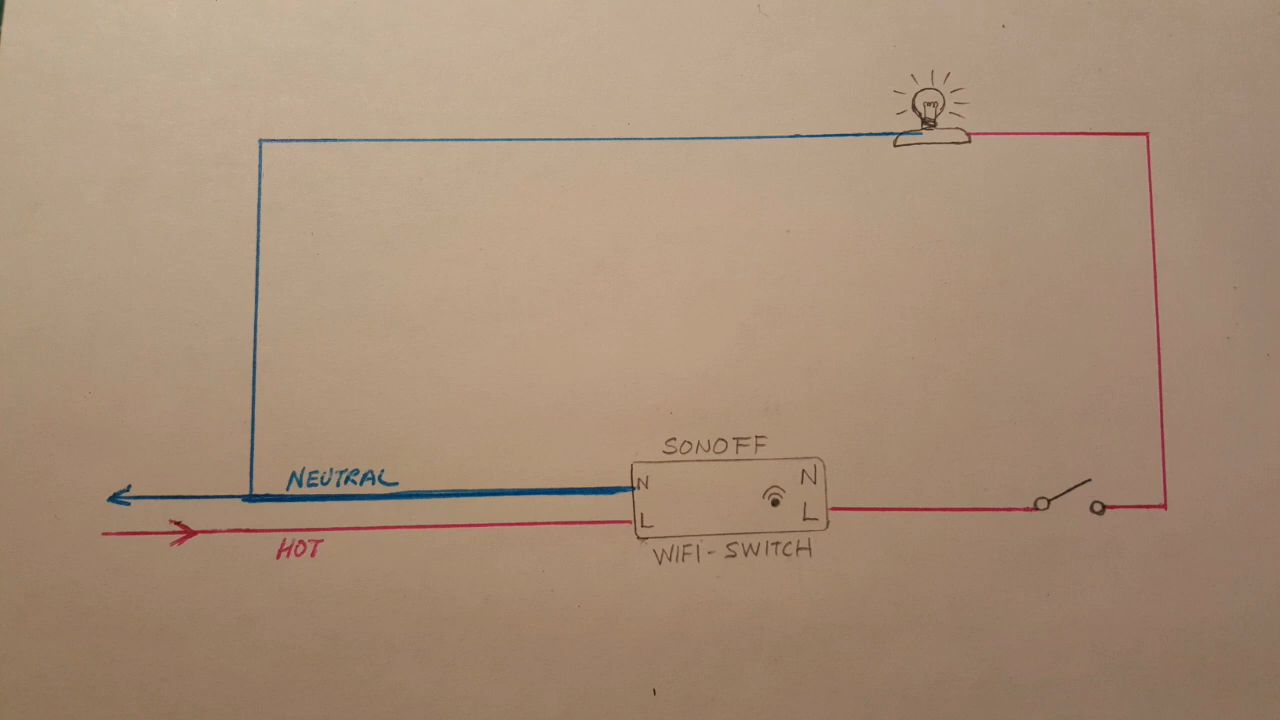 SONOFF
NEUTRAL
N N
L L
HOT
WIFI-SWITCH